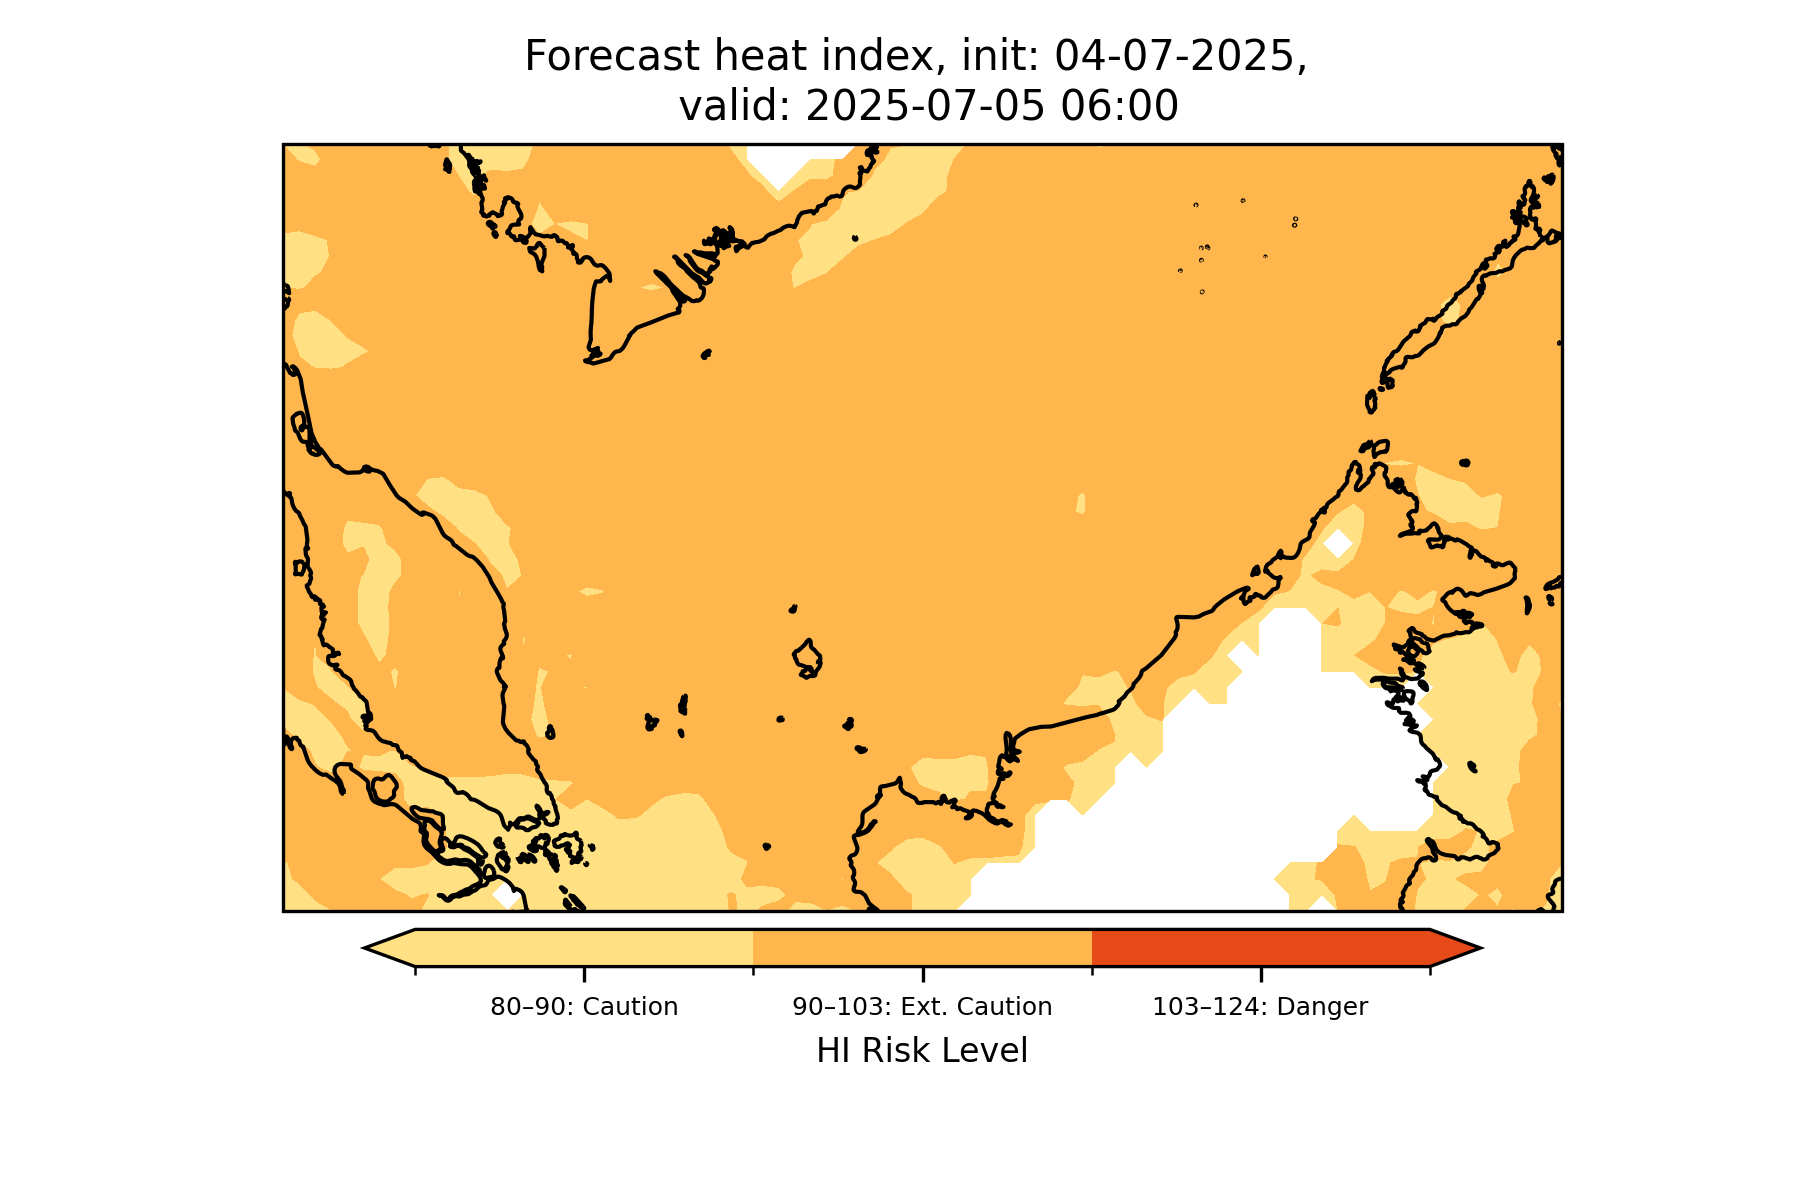 Forecast heat index, init: 04-07-2025,
valid: 2025-07-05 06:00
80–90: Caution
90–103: Ext. Caution
103–124: Danger
HI Risk Level